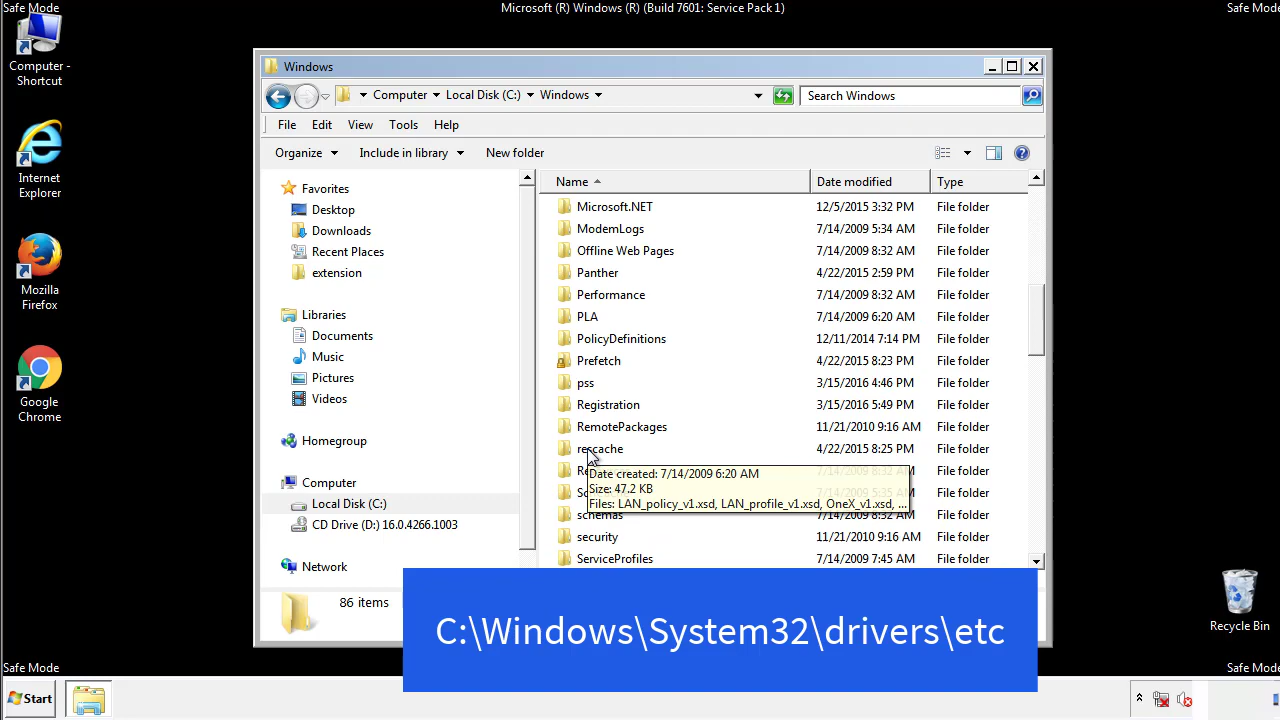 Safe Mode
Microsoft (R) Windows (R) (Build 7601: Service Pack 1)
Safe Mode
Computer -
Shortcut
Internet
Explorer
Mozilla
Firefox
Google
Chrome
Windows
Computer
Local Disk (C:)
Windows
Search Windows
File
Edit
View
Tools
Help
Organize
Include in library
New folder
Favorites
Desktop
Downloads
Recent Places
extension
Libraries
Documents
Music
Pictures
Videos
Homegroup
Computer
Local Disk (C:)
CD Drive (D:) 16.0.4266.1003
Network
Name
Date modified
Type
Microsoft.NET 12/5/2015 3:32 PM File folder
ModemLogs 7/14/2009 5:34 AM File folder
Offline Web Pages 7/14/2009 8:32 AM File folder
Panther 4/22/2015 2:59 PM File folder
Performance 7/14/2009 8:32 AM File folder
PLA 7/14/2009 6:20 AM File folder
PolicyDefinitions 12/11/2014 7:14 PM File folder
Prefetch 4/22/2015 8:23 PM File folder
pss 3/15/2016 4:46 PM File folder
Registration 3/15/2016 5:49 PM File folder
RemotePackages 11/21/2010 9:16 AM File folder
rescache 4/22/2015 8:25 PM File folder
Date created: 7/14/2009 6:20 AM
File folder
Size: 47.2 KB
File folder
Files: LAN_policy_v1.xsd, LAN_profile_v1.xsd, OneX_v1.xsd, ...
schemas 7/14/2009 8:32 AM File folder
security 11/21/2010 9:16 AM File folder
ServiceProfiles 7/14/2009 7:45 AM File folder
86 items
C:\Windows\System32\drivers\etc
Recycle Bin
Safe Mode
Safe Mode
Start